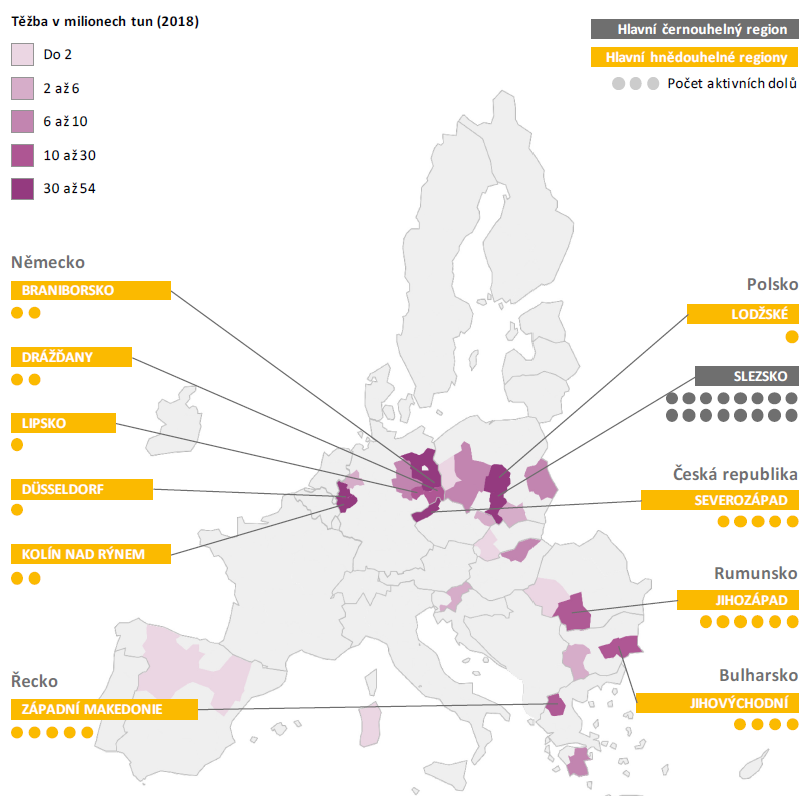 Těžba v milionech tun (2018)
Do 2
2 až 6
6 až 10
10 až 30
30 až 54
Hlavní černouhelný region
Hlavní hnědouhelné regiony
Počet aktivních dolů
Německo
BRANIBORSKO
DRÁŽĎANY
LIPSKO
DÜSSELDORF
KOLÍN NAD RÝNEM
Řecko
ZÁPADNÍ MAKEDONIE
Polsko
LODŽSKÉ
SLEZSKO
Česká republika
SEVEROZÁPAD
Rumunsko
JIHOZÁPAD
Bulharsko
JIHOVÝCHODNÍ